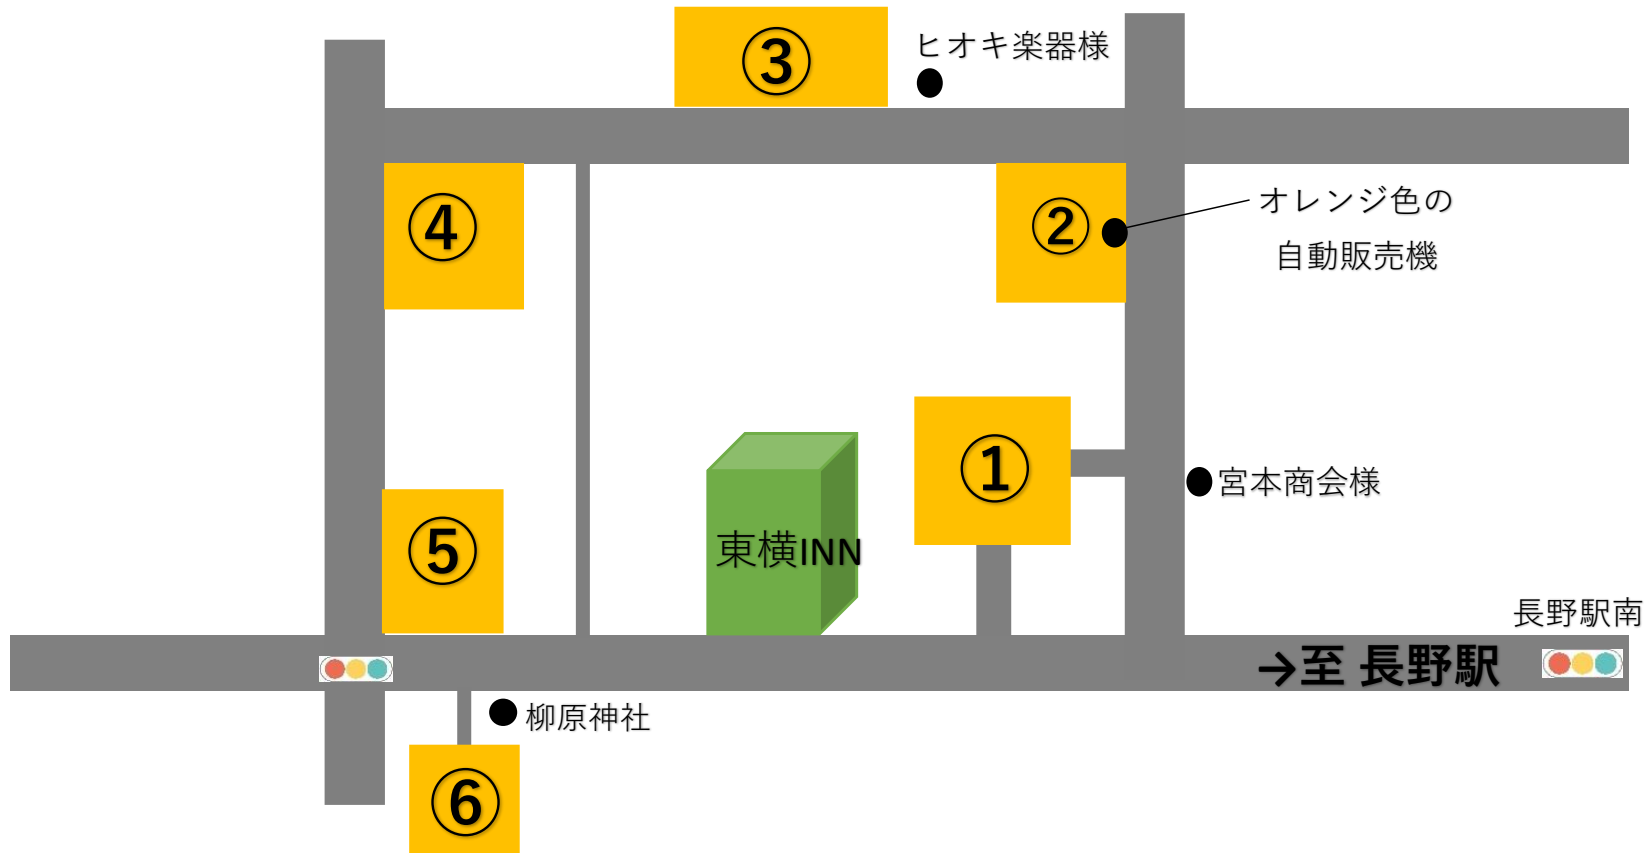 ③
ヒオキ楽器様
④
②
オレンジ色の
自動販売機
①
宮本商会様
⑤
東横INN
長野駅南
→至 長野駅
柳原神社
⑥